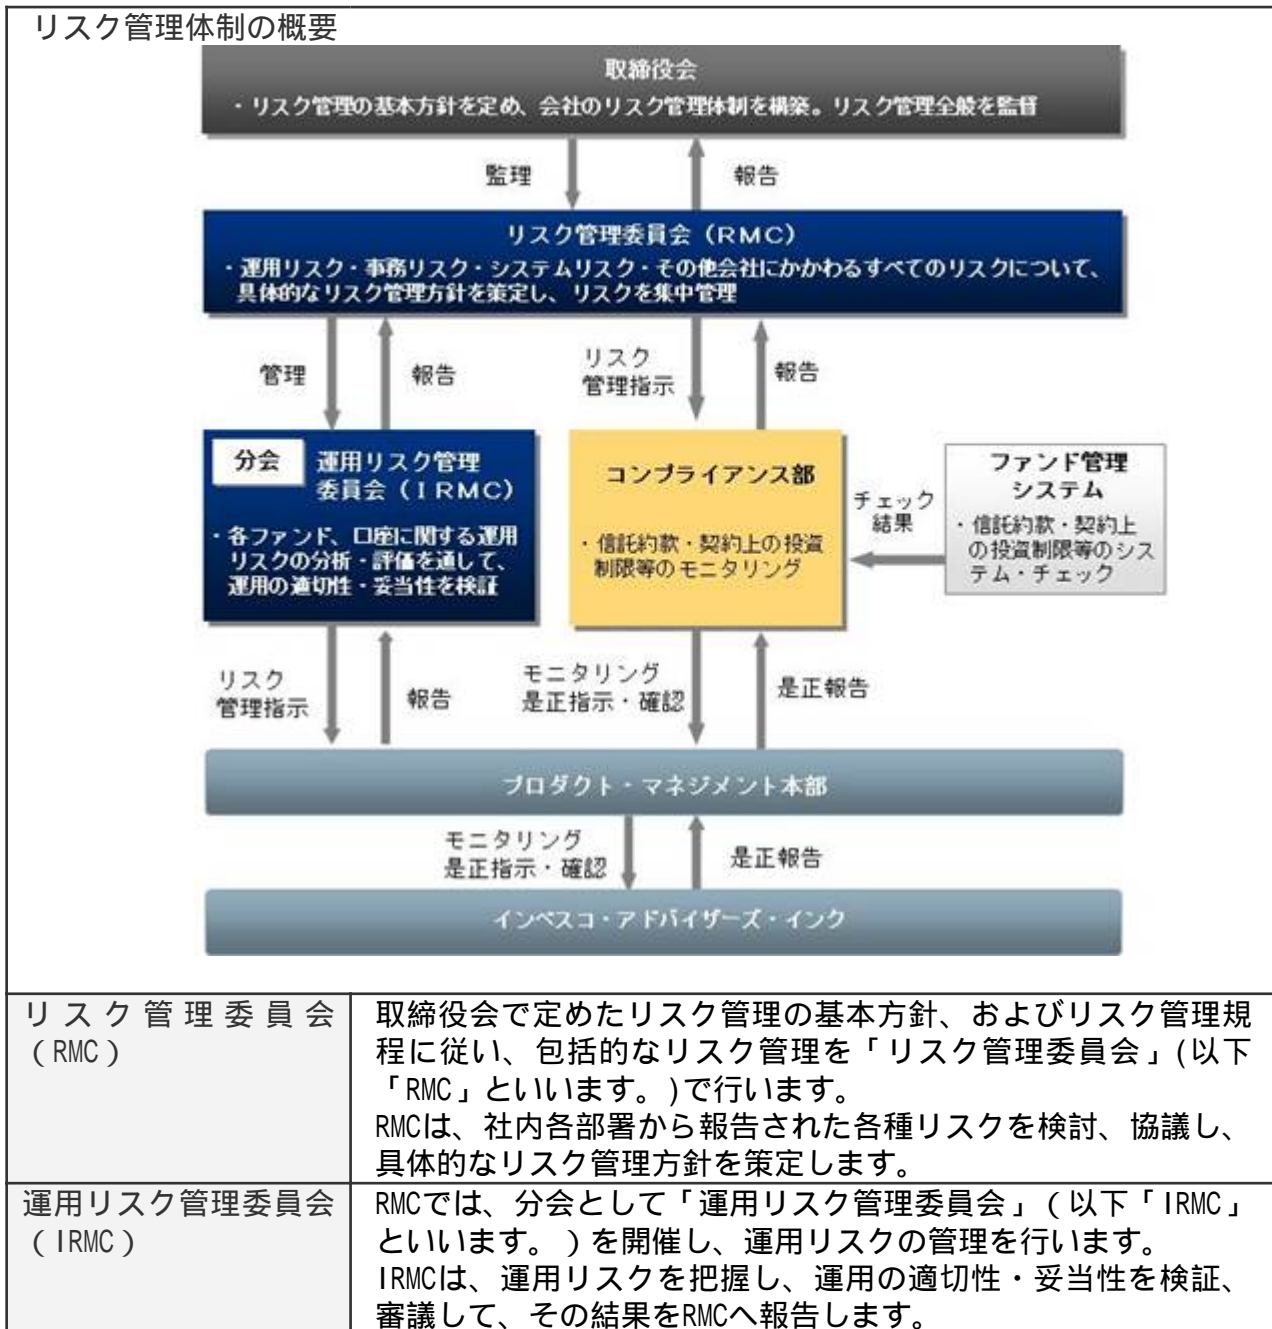 リスク管理体制の概要
取締役会
・リスク管理の基本方針を定め、会社のリスク管理体制を構築。リスク管理全般を監督
監理
報告
リスク管理委員会（RMC）
・運用リスク・事務リスク・システムリスク・その他会社にかかわるすべてのリスクについて、
具体的なリスク管理方針を策定し、リスクを集中管理
管理
報告
リスク
管理指示
報告
分会
運用リスク管理
委員会（IRMC）
・各ファンド、口座に関する運用
リスクの分析・評価を通して、
運用の適切性・妥当性を検証
コンプライアンス部
・信託約款・契約上の投資
制限等のモニタリング
チェック
結果
ファンド管理
システム
・信託約款・契約上
の投資制限等のシス
テム・チェック
リスク
管理指示
報告
モニタリング
是正指示・確認
是正報告
プロダクト・マネジメント本部
モニタリング
是正指示・確認
是正報告
インベスコ・アドバイザーズ・インク
リスク管理委員会
（RMC）
取締役会で定めたリスク管理の基本方針、およびリスク管理規
程に従い、包括的なリスク管理を「リスク管理委員会」(以下
「RMC」といいます。)で行います。
RMCは、社内各部署から報告された各種リスクを検討、協議し、
具体的なリスク管理方針を策定します。
運用リスク管理委員会
（IRMC）
RMCでは、分会として「運用リスク管理委員会」（以下「IRMC」
といいます。）を開催し、運用リスクの管理を行います。
IRMCは、運用リスクを把握し、運用の適切性・妥当性を検証、
審議して、その結果をRMCへ報告します。